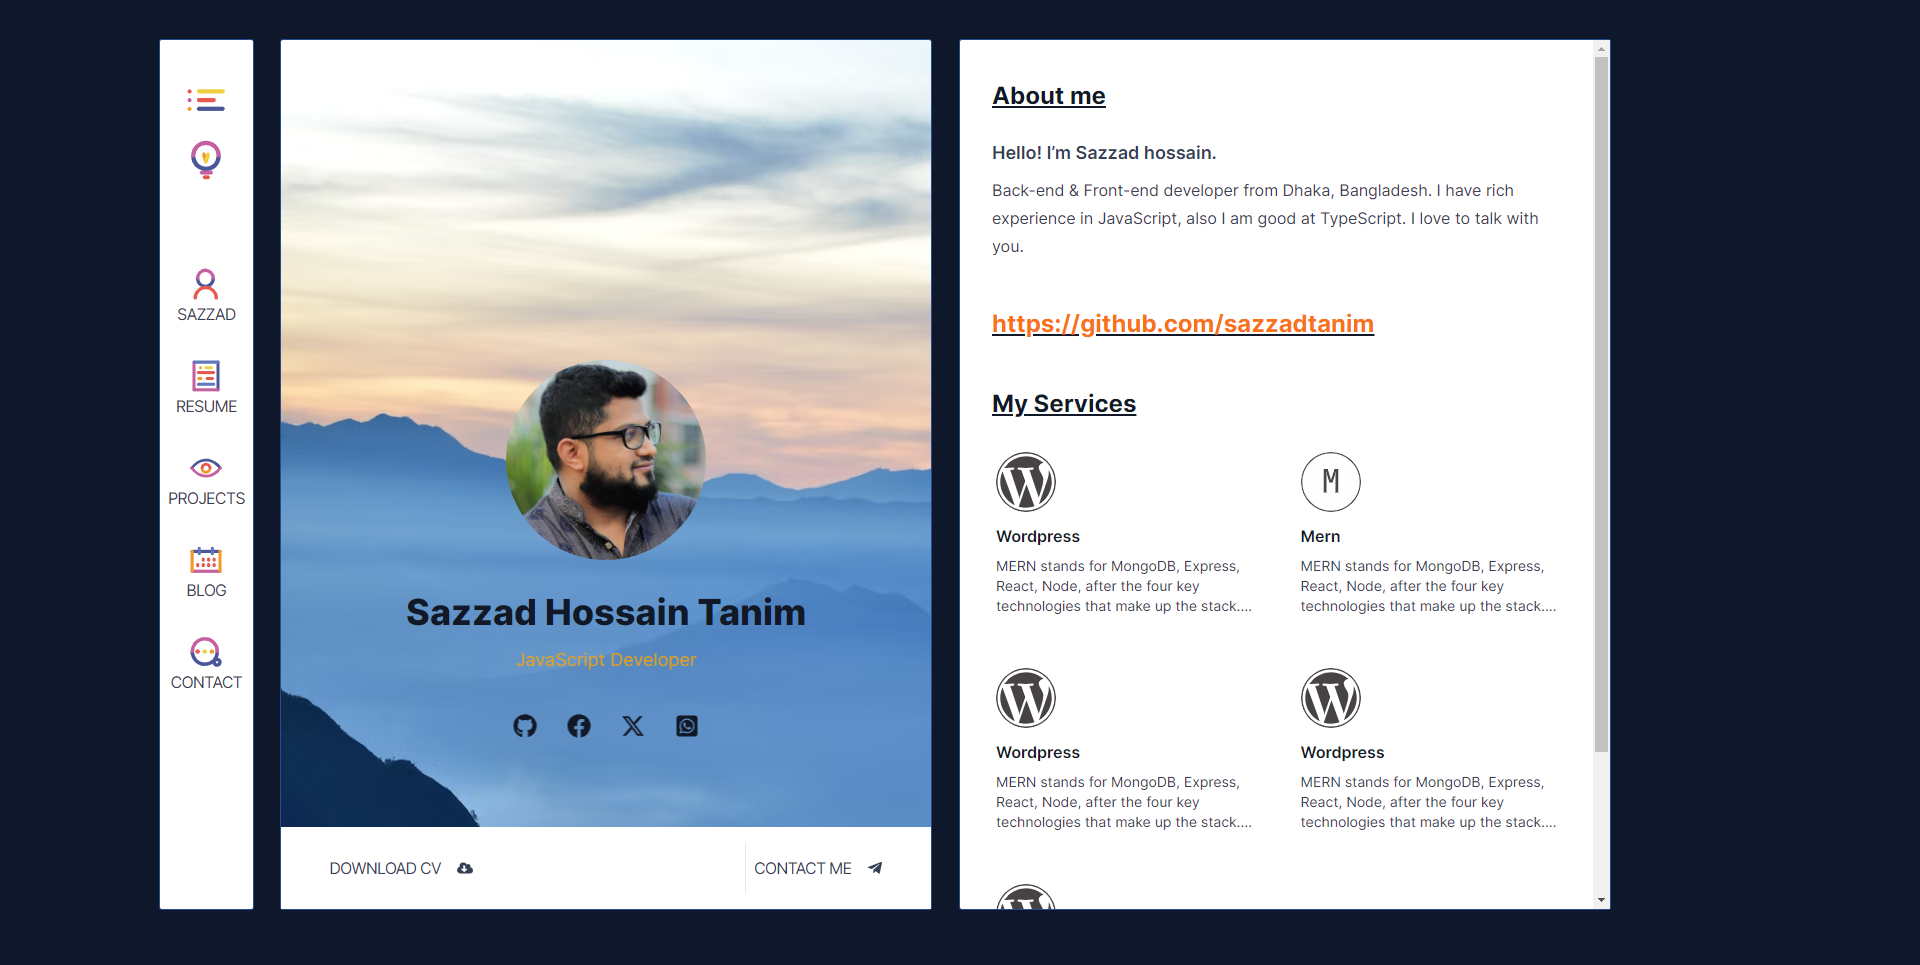 SAZZAD
RESUME
PROJECTS
BLOG
CONTACT
Sazzad Hossain Tanim
JavaScript Developer
DOWNLOAD CV
CONTACT ME
About me
Hello! I’m Sazzad hossain.
Back-end & Front-end developer from Dhaka, Bangladesh. I have rich
experience in JavaScript, also I am good at TypeScript. I love to talk with
you.
https://github.com/sazzadtanim
My Services
Wordpress
MERN stands for MongoDB, Express,
React, Node, after the four key
technologies that make up the stack....
M
Mern
MERN stands for MongoDB, Express,
React, Node, after the four key
technologies that make up the stack....
Wordpress
MERN stands for MongoDB, Express,
React, Node, after the four key
technologies that make up the stack....
Wordpress
MERN stands for MongoDB, Express,
React, Node, after the four key
technologies that make up the stack....